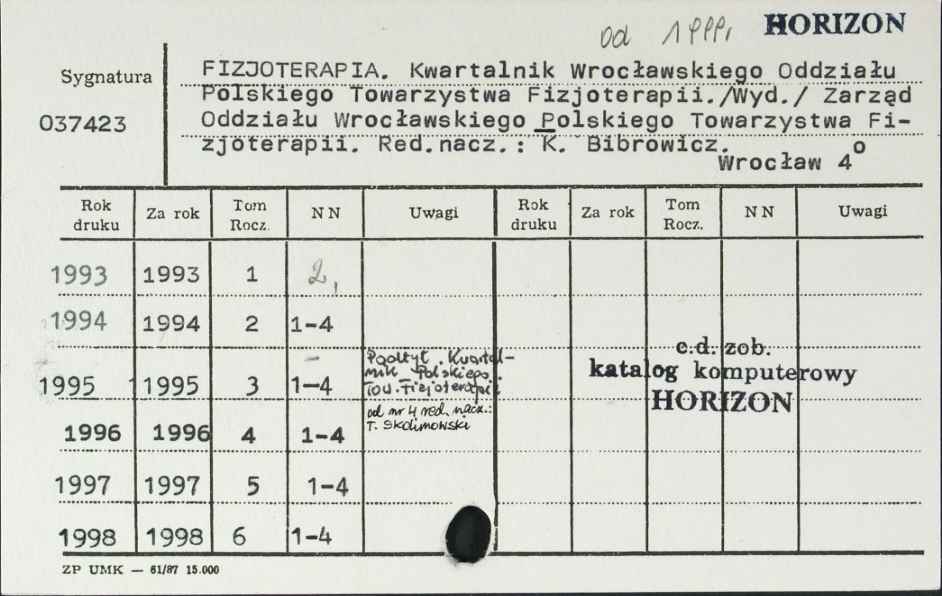 od 1999, HORIZON
Sygnatura
037423
FIZJOTERAPIA. Kwartalnik Wrocławskiego Oddziału
Polskiego Towarzystwa Fizjoterapii./Wyd./ Zarząd
Oddziału Wrocławskiego Polskiego Towarzystwa Fi-
zjoterapii. Red.nacz.: K. Bibrowicz.
Wrocław 4o
Rok druku Za rok Tom Rocz. NN Uwagi Rok druku Za rok Tom Rocz. NN Uwagi
1993 1993 1 2,
1994 1994 2 1-4
1995 1995 3 1-4
Podtyt. Kwartal-
nik Polskiego
Tow. Fizjoterapii.
od nr 4 red. nacz.:
T. Skolimowski
1996 1996 4 1-4
1997 1997 5 1-4
1998 1998 6 1-4
c.d. zob.
katalog komputerowy
HORIZON
ZP UMK — 61/87 15.000